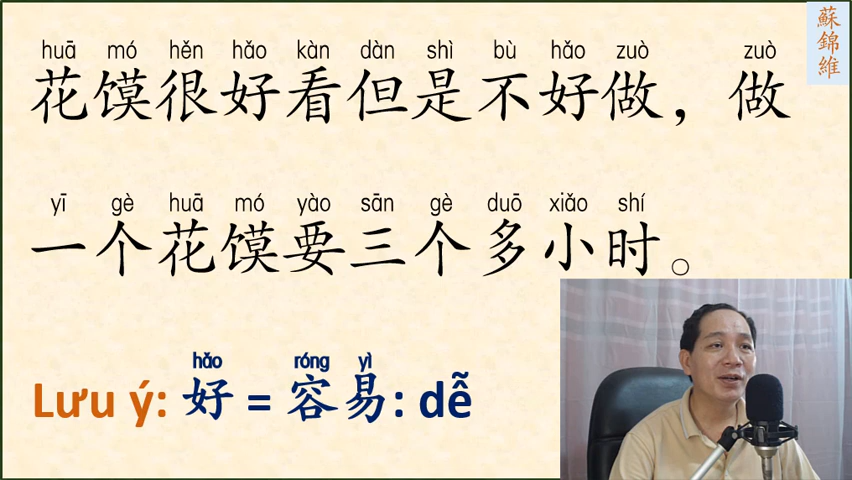 蘇錦維
huā mó hěn hǎo kàn dàn shì bù hǎo zuò zuò
花馍很好看但是不好做，做
yī gè huā mó yào sān gè duō xiǎo shí
一个花馍要三个多小时。
hǎo róng yì
Lưu ý: 好 = 容易: dễ